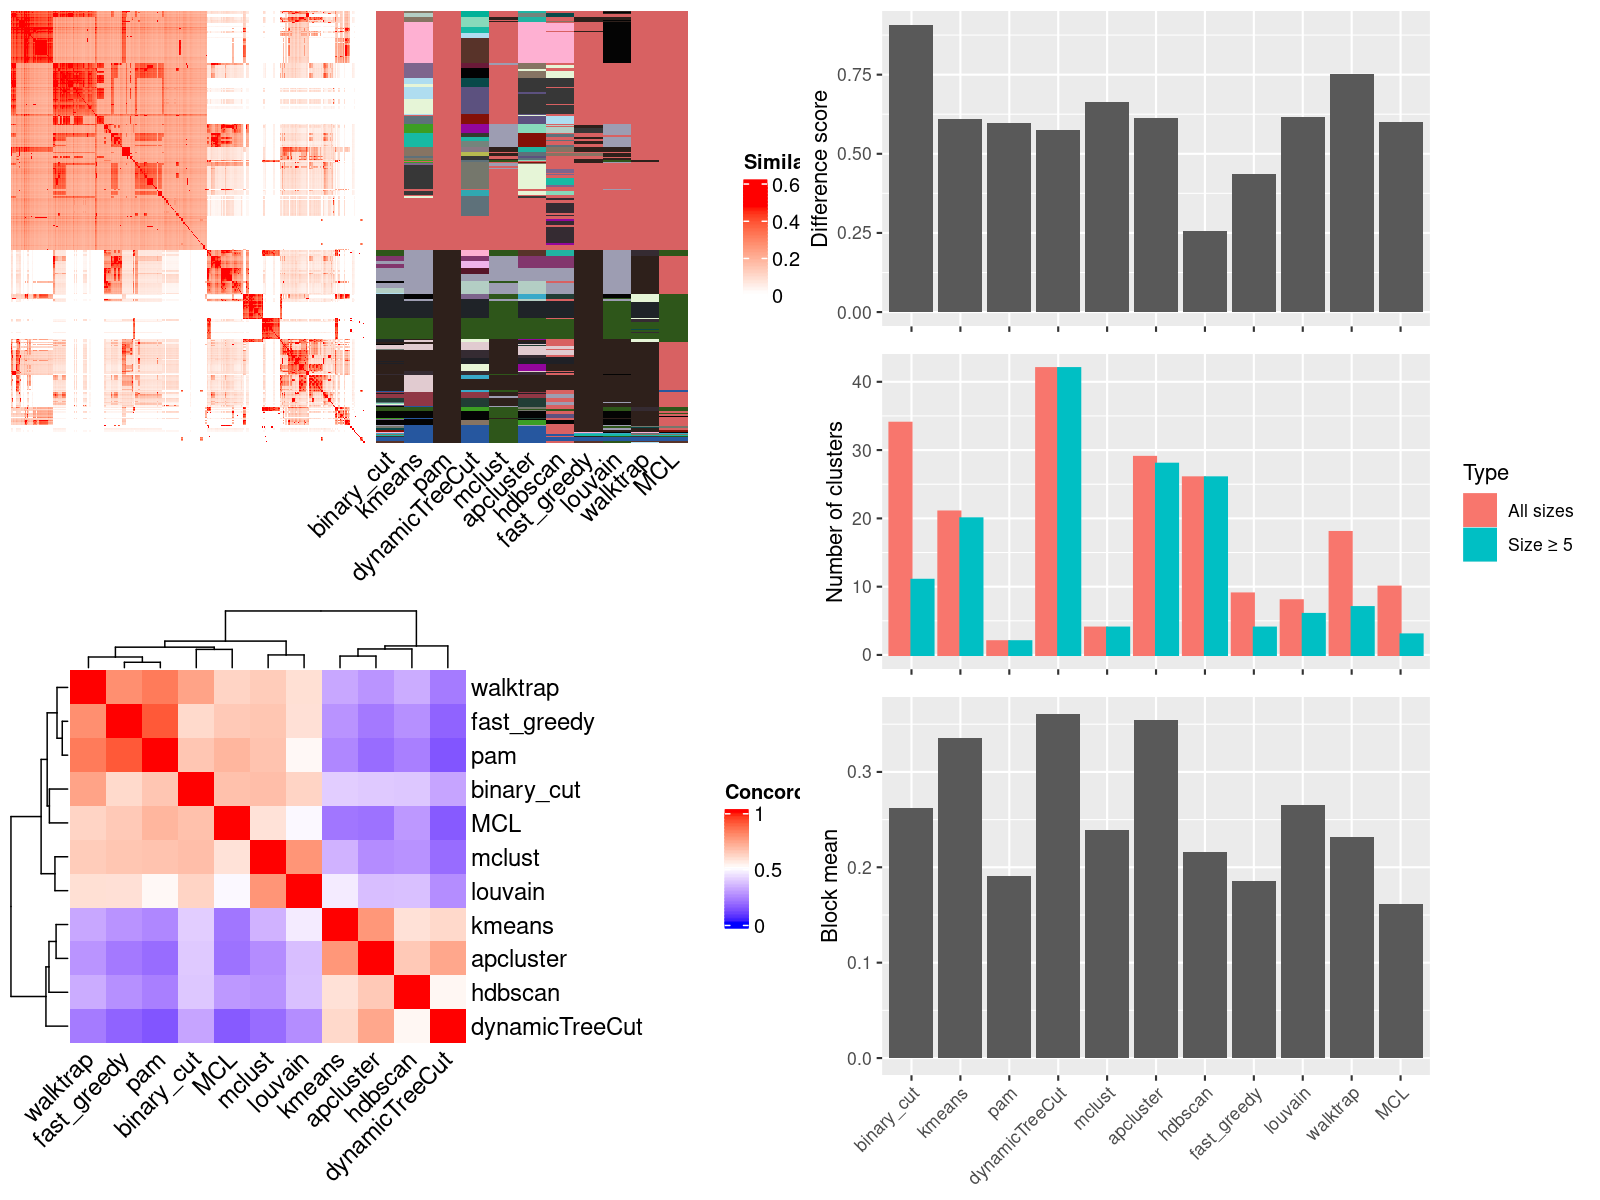 Simila
0.6
0.4
0.2
0
binary_cut
kmeans
pam
dynamicTreeCut
mclust
apcluster
hdbscan
fast_greedy
louvain
walktrap
MCL
Difference score
0.75
0.50
0.25
0.00
Number of clusters
40
30
20
10
0
Type
All sizes
Size ≥ 5
Block mean
0.3
0.2
0.1
0.0
binary_cut
kmeans
pam
dynamicTreeCut
mclust
apcluster
hdbscan
fast_greedy
louvain
walktrap
MCL
walktrap
fast_greedy
pam
binary_cut
MCL
mclust
louvain
kmeans
apcluster
hdbscan
dynamicTreeCut
walktrap
fast_greedy
pam
binary_cut
MCL
mclust
louvain
kmeans
apcluster
hdbscan
dynamicTreeCut
Concord
1
0.5
0